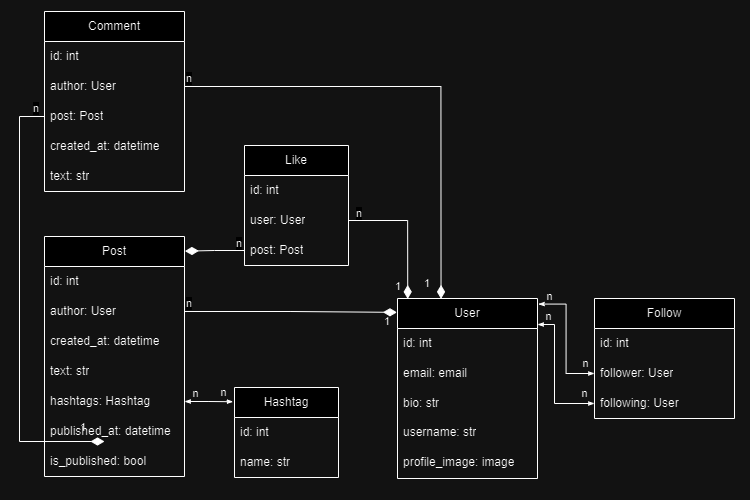 Comment
id: int
author: User
n
n
post: Post
created_at: datetime
text: str
Like
id: int
user: User
n
post: Post
n
Post
id: int
author: User
n
created_at: datetime
text: str
hashtags: Hashtag
n
n
published_at: datetime
1
is_published: bool
Hashtag
id: int
name: str
1
1
1
User
id: int
email: email
bio: str
username: str
profile_image: image
n
n
n
n
Follow
id: int
follower: User
following: User